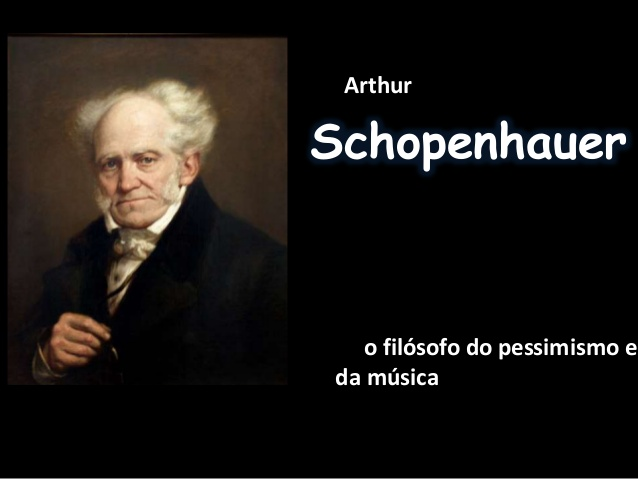 Arthur
Schopenhauer
o filósofo do pessimismo e
da música